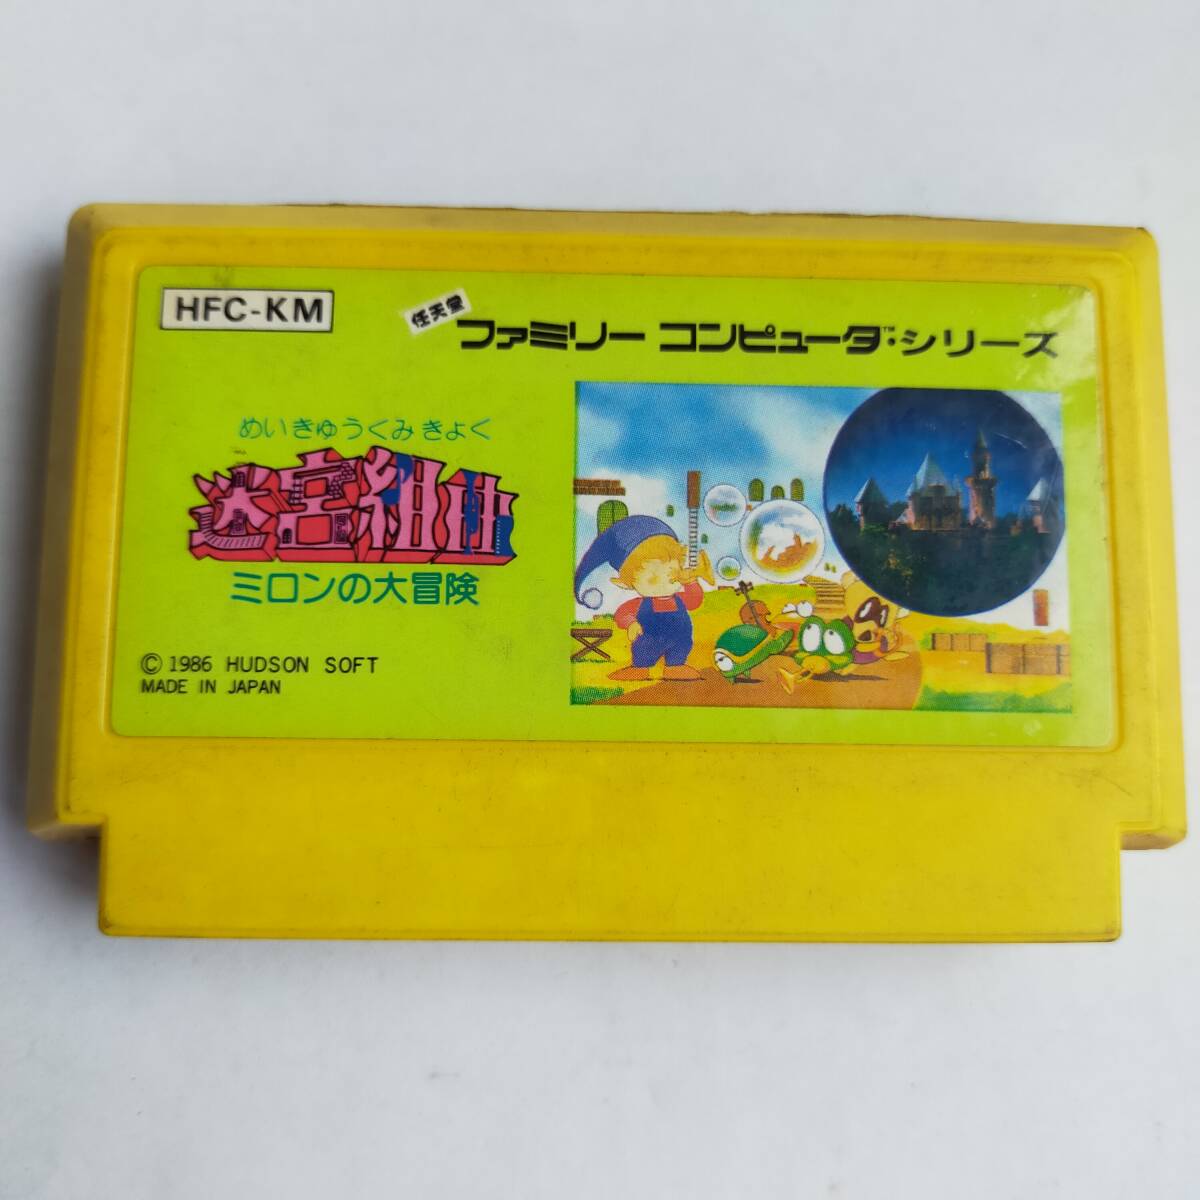 HFC-KM
任天堂
ファミリー コンピュータ™・シリーズ
めいきゅうくみきょく
迷宮組曲
ミロンの大冒険
© 1986 HUDSON SOFT
MADE IN JAPAN